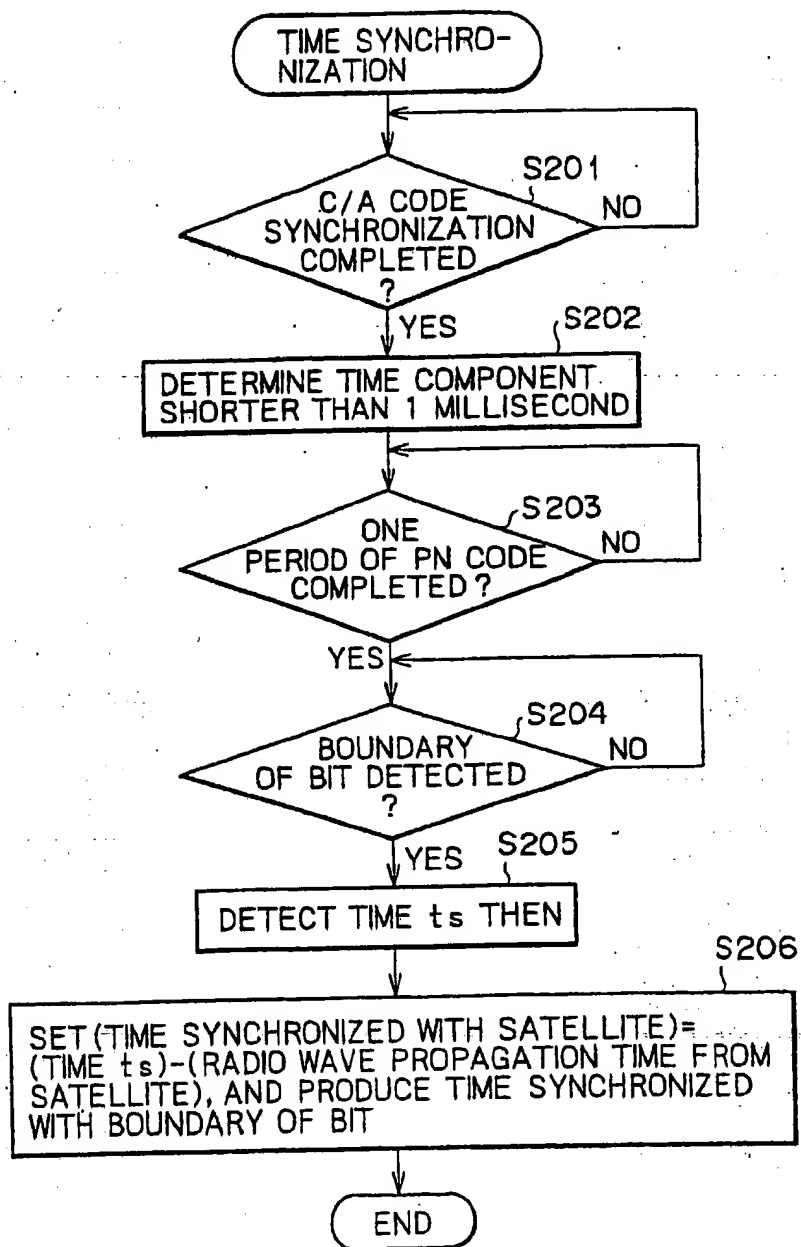 TIME SYNCHRO-
NIZATION
S201
C/A CODE
SYNCHRONIZATION
COMPLETED
?
NO
YES
S202
DETERMINE TIME COMPONENT
SHORTER THAN 1 MILLISECOND
S203
ONE
PERIOD OF PN CODE
COMPLETED?
NO
YES
S204
BOUNDARY
OF BIT DETECTED
?
NO
YES
S205
DETECT TIME ts THEN
S206
SET (TIME SYNCHRONIZED WITH SATELLITE)=
(TIME ts)-(RADIO WAVE PROPAGATION TIME FROM
SATELLITE), AND PRODUCE TIME SYNCHRONIZED
WITH BOUNDARY OF BIT
END